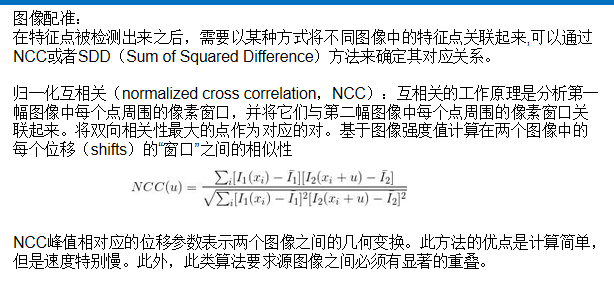 图像配准:
在特征点被检测出来之后，需要以某种方式将不同图像中的特征点关联起来,可以通过
NCC或者SDD（Sum of Squared Difference）方法来确定其对应关系。
归一化互相关（normalized cross correlation，NCC）：互相关的工作原理是分析第一
幅图像中每个点周围的像素窗口，并将它们与第二幅图像中每个点周围的像素窗口关
联起来。将双向相关性最大的点作为对应的对。基于图像强度值计算在两个图像中的
每个位移（shifts）的“窗口”之间的相似性
NCC(u) = \frac{\sum_i [I_1(x_i) - \bar{I}_1][I_2(x_i + u) - \bar{I}_2]}{\sqrt{\sum_i [I_1(x_i) - \bar{I}_1]^2 [I_2(x_i + u) - \bar{I}_2]^2}}
NCC峰值相对应的位移参数表示两个图像之间的几何变换。此方法的优点是计算简单，
但是速度特别慢。此外，此类算法要求源图像之间必须有显著的重叠。